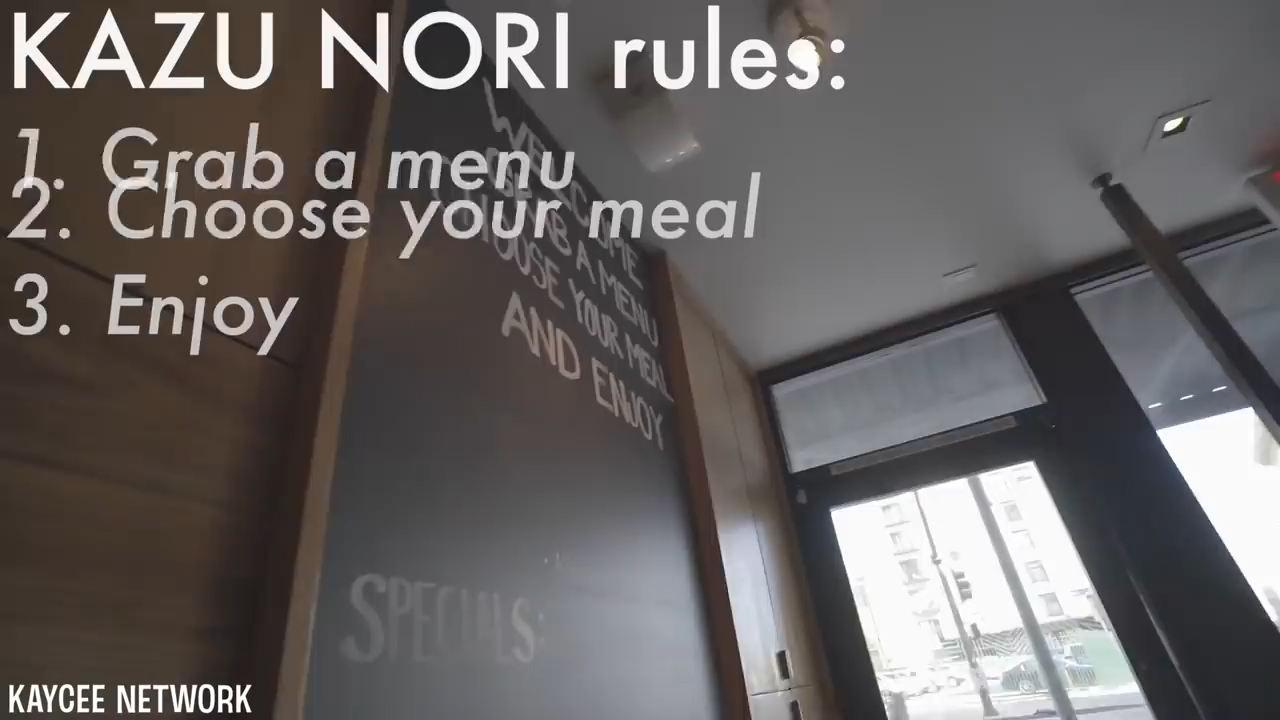 KAZU NORI rules:
1. Grab a menu
2. Choose your meal
3. Enjoy
WELCOME
GRAB A MENU
CHOOSE YOUR MEAL
AND ENJOY
SPECIALS:
KAYCEE NETWORK